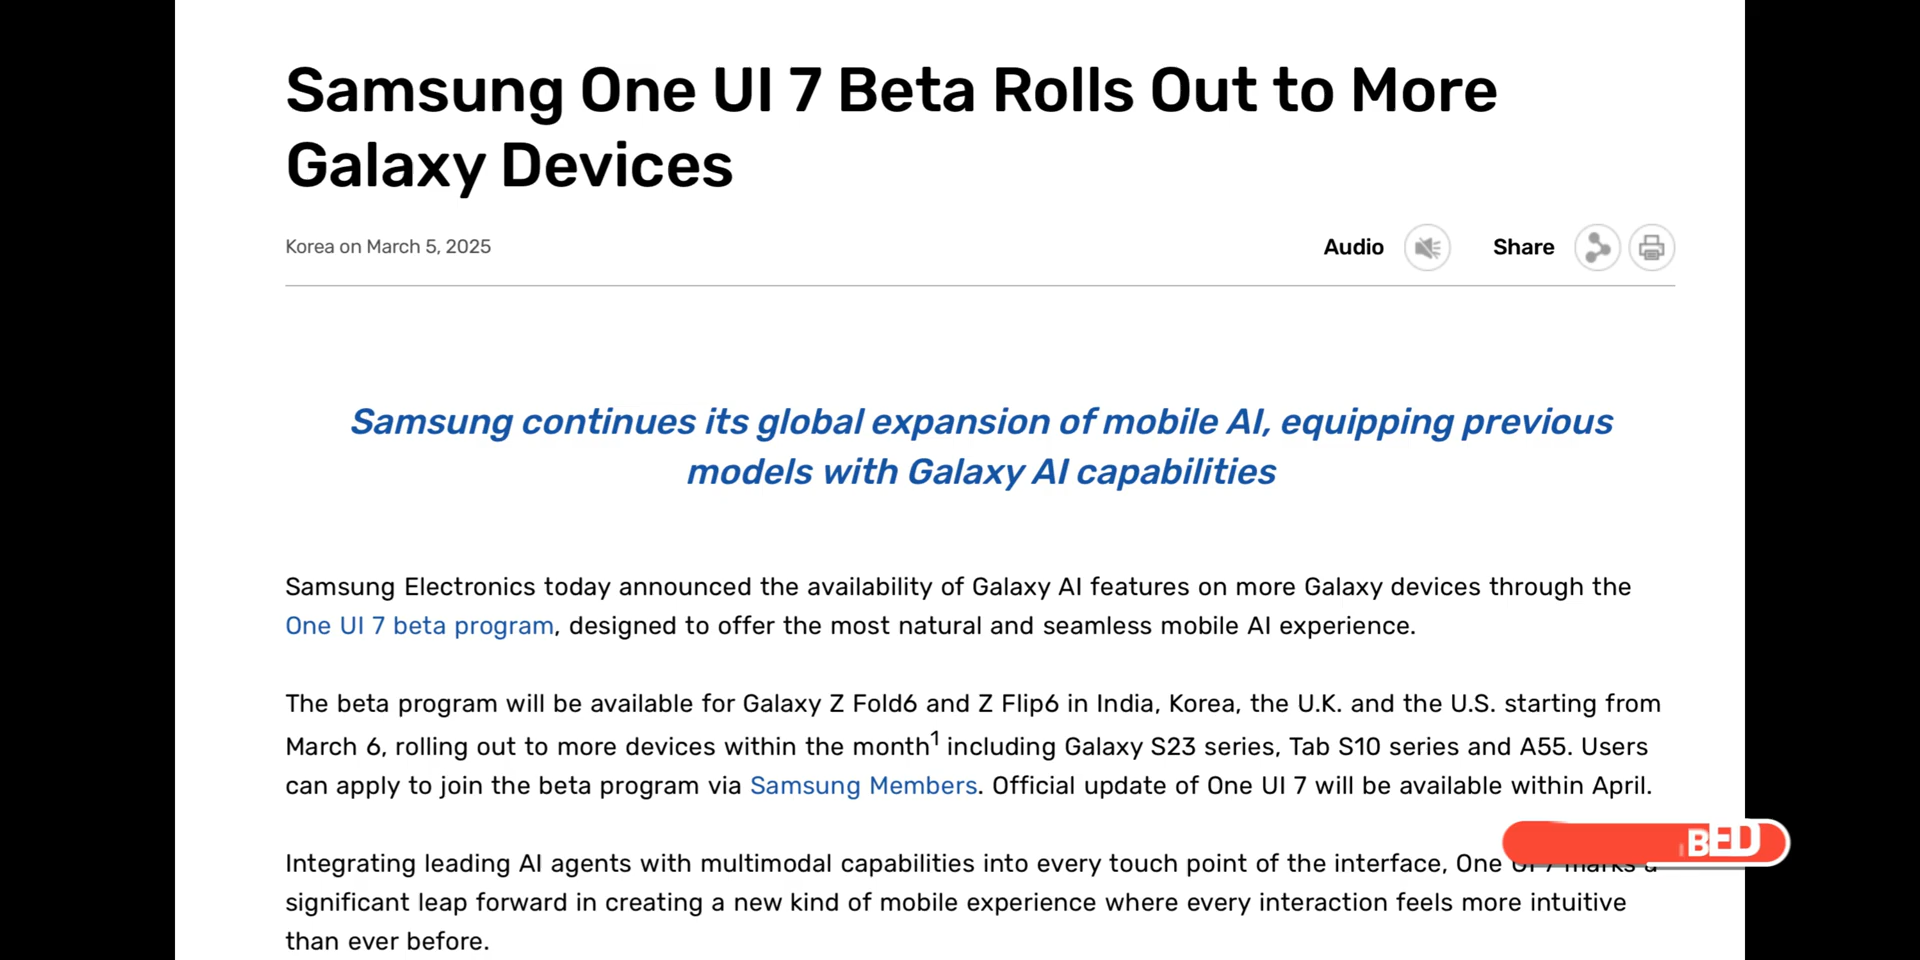 Samsung One UI 7 Beta Rolls Out to More
Galaxy Devices
Korea on March 5, 2025
Audio
Share
Samsung continues its global expansion of mobile AI, equipping previous
models with Galaxy AI capabilities
Samsung Electronics today announced the availability of Galaxy AI features on more Galaxy devices through the
One UI 7 beta program, designed to offer the most natural and seamless mobile AI experience.
The beta program will be available for Galaxy Z Fold6 and Z Flip6 in India, Korea, the U.K. and the U.S. starting from
March 6, rolling out to more devices within the month1 including Galaxy S23 series, Tab S10 series and A55. Users
can apply to join the beta program via Samsung Members. Official update of One UI 7 will be available within April.
BED
Integrating leading AI agents with multimodal capabilities into every touch point of the interface, One UI 7 marks a
significant leap forward in creating a new kind of mobile experience where every interaction feels more intuitive
than ever before.